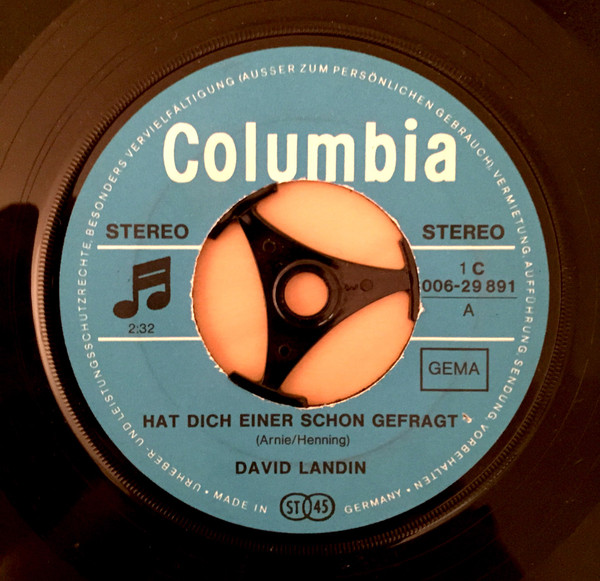 URHEBER- UND LEISTUNGSSCHUTZRECHTE, BESONDERS VERVIELFÄLTIGUNG (AUSSER ZUM PERSÖNLICHEN GEBRAUCH), VERMIETUNG, AUFFÜHRUNG, SENDUNG, VORBEHALTEN •
Columbia
STEREO
STEREO
1 C
006-29 891
A
2:32
GEMA
HAT DICH EINER SCHON GEFRAGT
(Arnie/Henning)
DAVID LANDIN
• MADE IN ST 45 GERMANY •